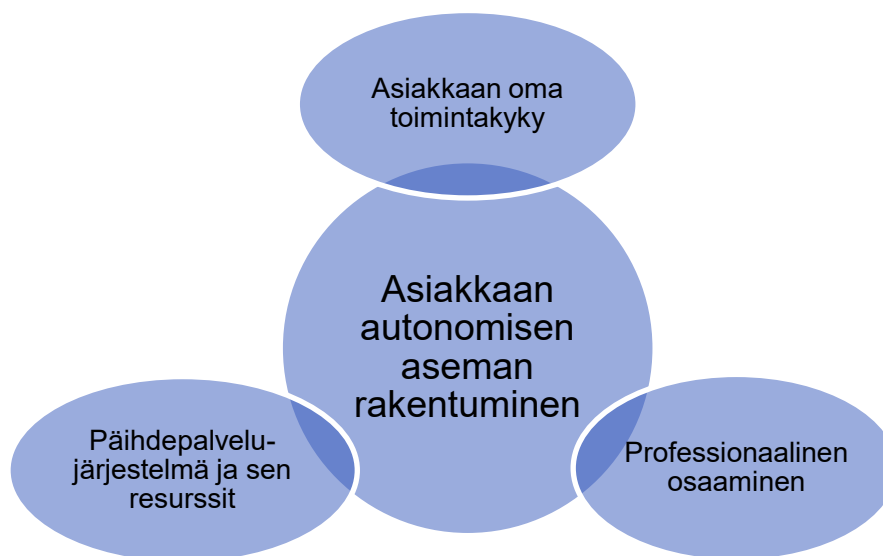 Asiakkaan oma
toimintakyky
Asiakkaan
autonomisen
aseman
rakentuminen
Päihdepalvelu-
järjestelmä ja sen
resurssit
Professionaalinen
osaaminen